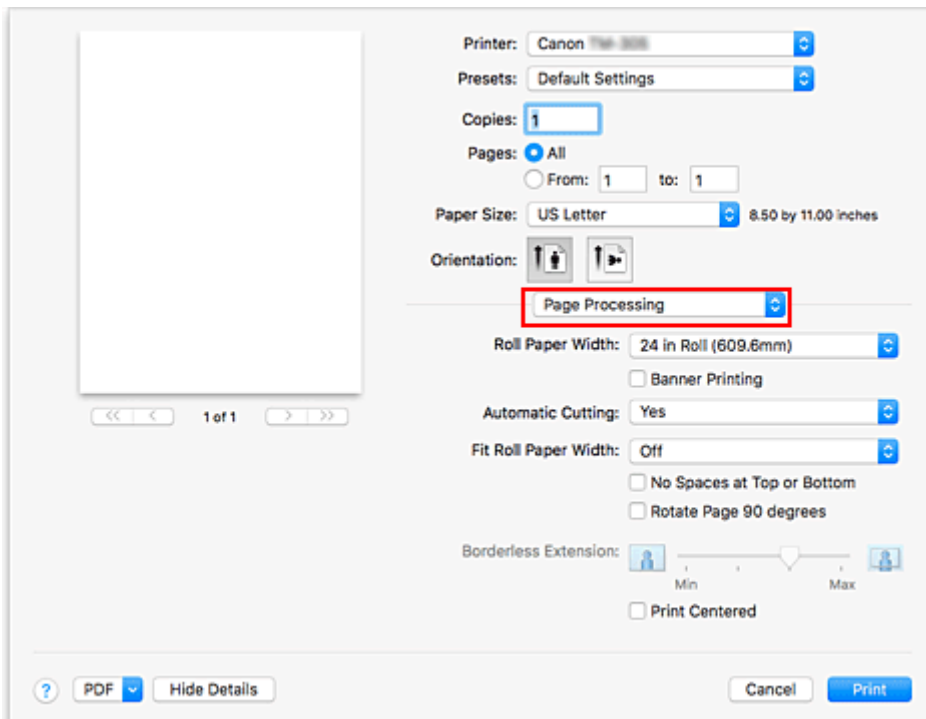 Printer: Canon
Presets: Default Settings
Copies: 1
Pages: All
From: 1 to: 1
Paper Size: US Letter 8.50 by 11.00 inches
Orientation:
Page Processing
Roll Paper Width: 24 in Roll (609.6mm)
Banner Printing
<< < 1 of 1 > >>
Automatic Cutting: Yes
Fit Roll Paper Width: Off
No Spaces at Top or Bottom
Rotate Page 90 degrees
Borderless Extension:
Min Max
Print Centered
? PDF Hide Details Cancel Print